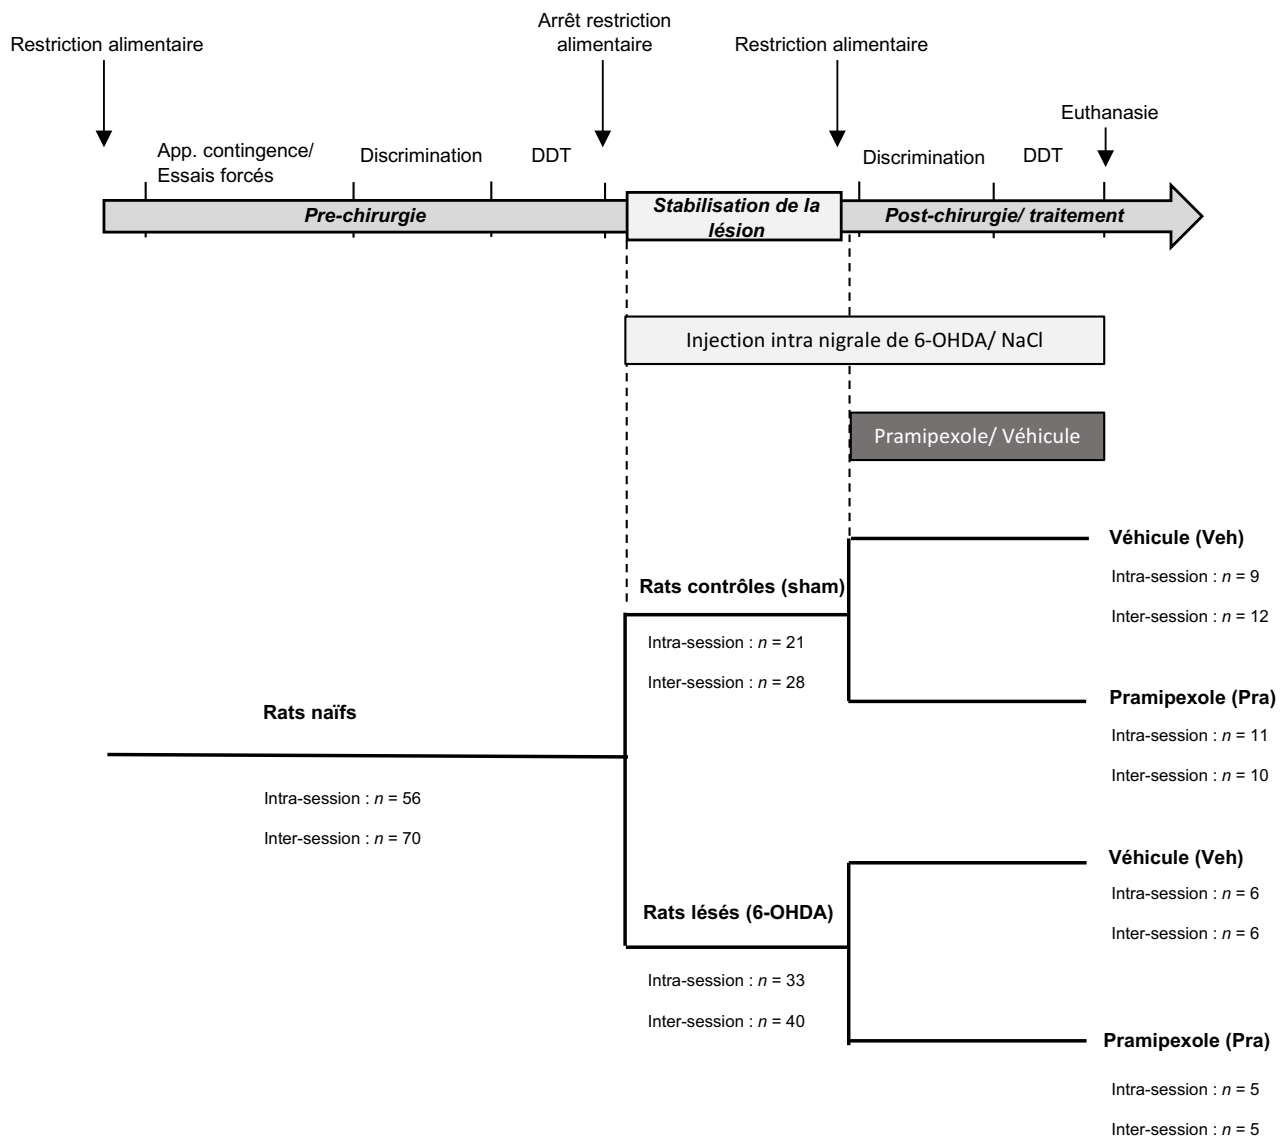 Restriction alimentaire
Arrêt restriction
alimentaire
Restriction alimentaire
Euthanasie
App. contingence/
Essais forcés
Discrimination
DDT
Discrimination
DDT
Pre-chirurgie
Stabilisation de la
lésion
Post-chirurgie/ traitement
Injection intra nigrale de 6-OHDA/ NaCl
Pramipexole/ Véhicule
Rats naïfs
Intra-session : n = 56
Inter-session : n = 70
Rats contrôles (sham)
Intra-session : n = 21
Inter-session : n = 28
Rats lésés (6-OHDA)
Intra-session : n = 33
Inter-session : n = 40
Véhicule (Veh)
Intra-session : n = 9
Inter-session : n = 12
Pramipexole (Pra)
Intra-session : n = 11
Inter-session : n = 10
Véhicule (Veh)
Intra-session : n = 6
Inter-session : n = 6
Pramipexole (Pra)
Intra-session : n = 5
Inter-session : n = 5